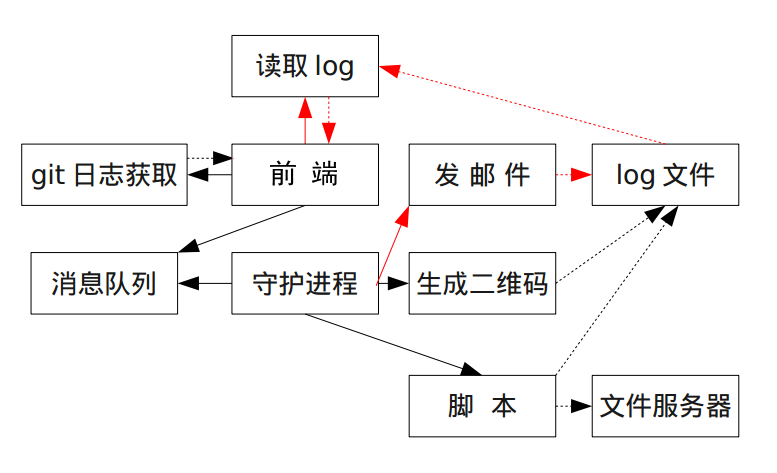 读取 log
git 日志获取
前 端
发 邮 件
log 文件
消息队列
守护进程
生成二维码
脚 本
文件服务器